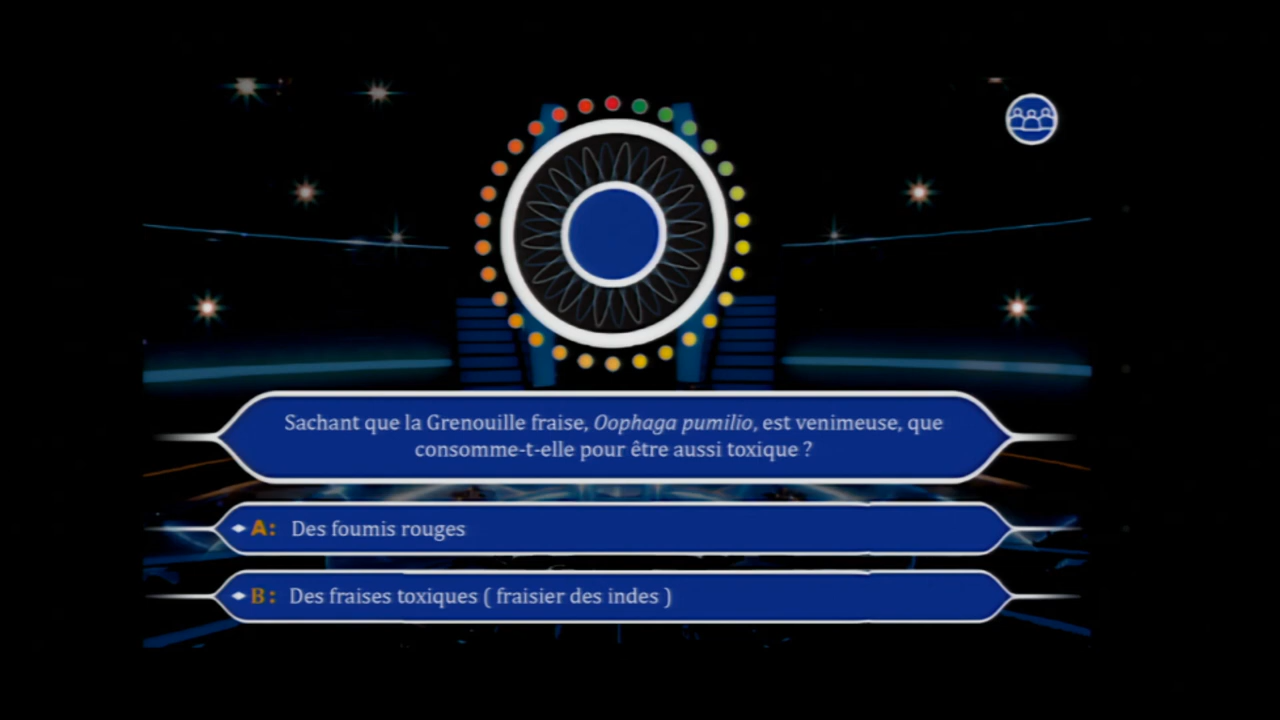 Sachant que la Grenouille fraise, Oophaga pumilio, est venimeuse, que
consomme-t-elle pour être aussi toxique ?
A: Des foumis rouges
B: Des fraises toxiques ( fraisier des indes )